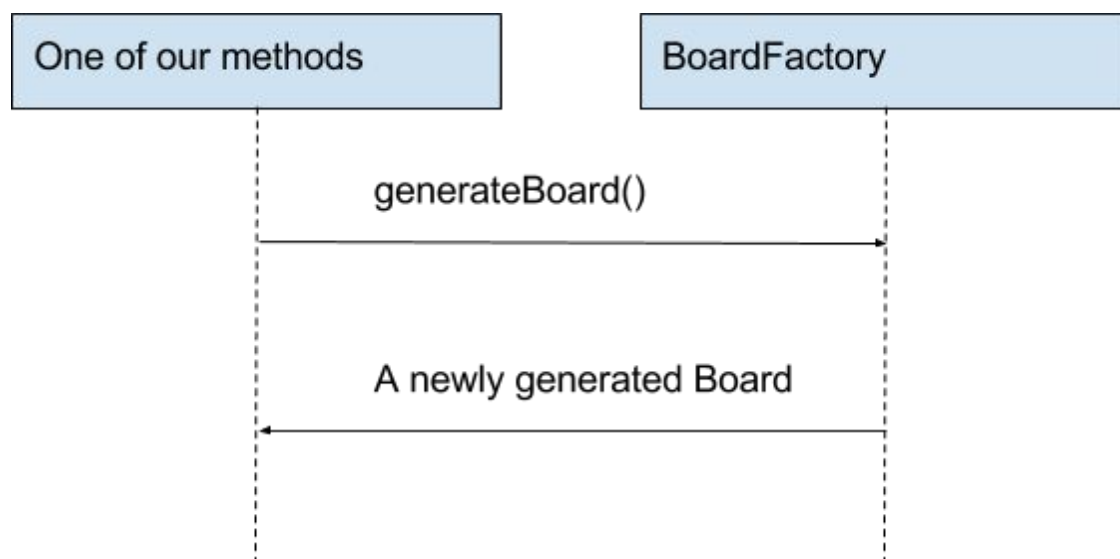 One of our methods
BoardFactory
generateBoard()
A newly generated Board